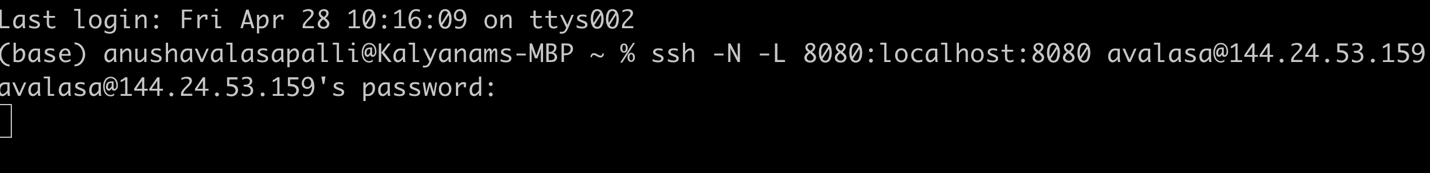 Last login: Fri Apr 28 10:16:09 on ttys002
(base) anushavalasapalli@Kalyanams-MBP ~ % ssh -N -L 8080:localhost:8080 avalasa@144.24.53.159
avalasa@144.24.53.159's password: